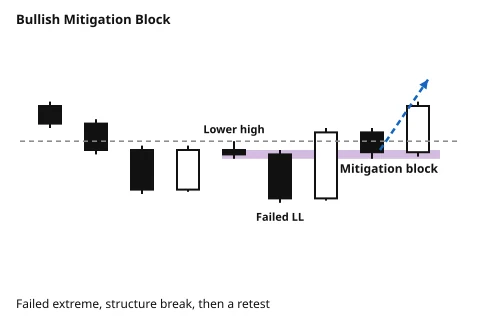 Bullish Mitigation Block
Lower high
Mitigation block
Failed LL
Failed extreme, structure break, then a retest